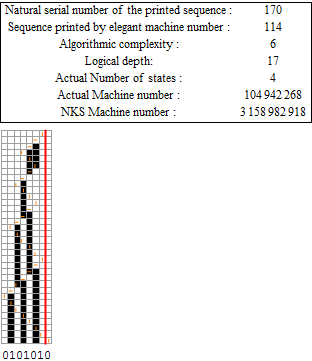 Natural serial number of the printed sequence : 170
Sequence printed by elegant machine number : 114
Algorithmic complexity : 6
Logical depth: 17
Actual Number of states : 4
Actual Machine number : 104 942 268
NKS Machine number : 3 158 982 918
0101010